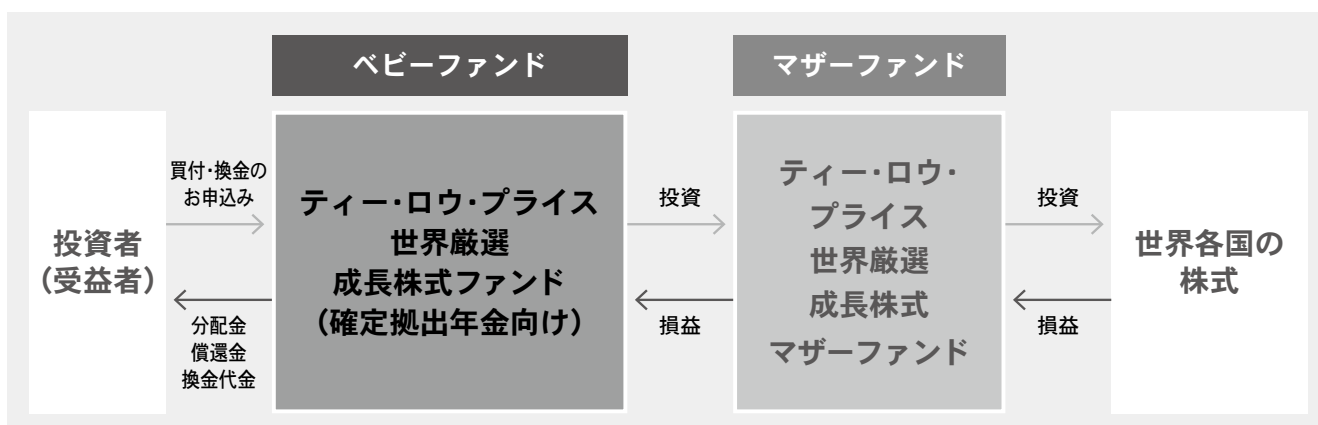 ベビーファンド
マザーファンド
投資者
（受益者）
買付・換金の
お申込み
分配金
償還金
換金代金
ティー・ロウ・プライス
世界厳選
成長株式ファンド
（確定拠出年金向け）
投資
損益
ティー・ロウ・
プライス
世界厳選
成長株式
マザーファンド
投資
損益
世界各国の
株式